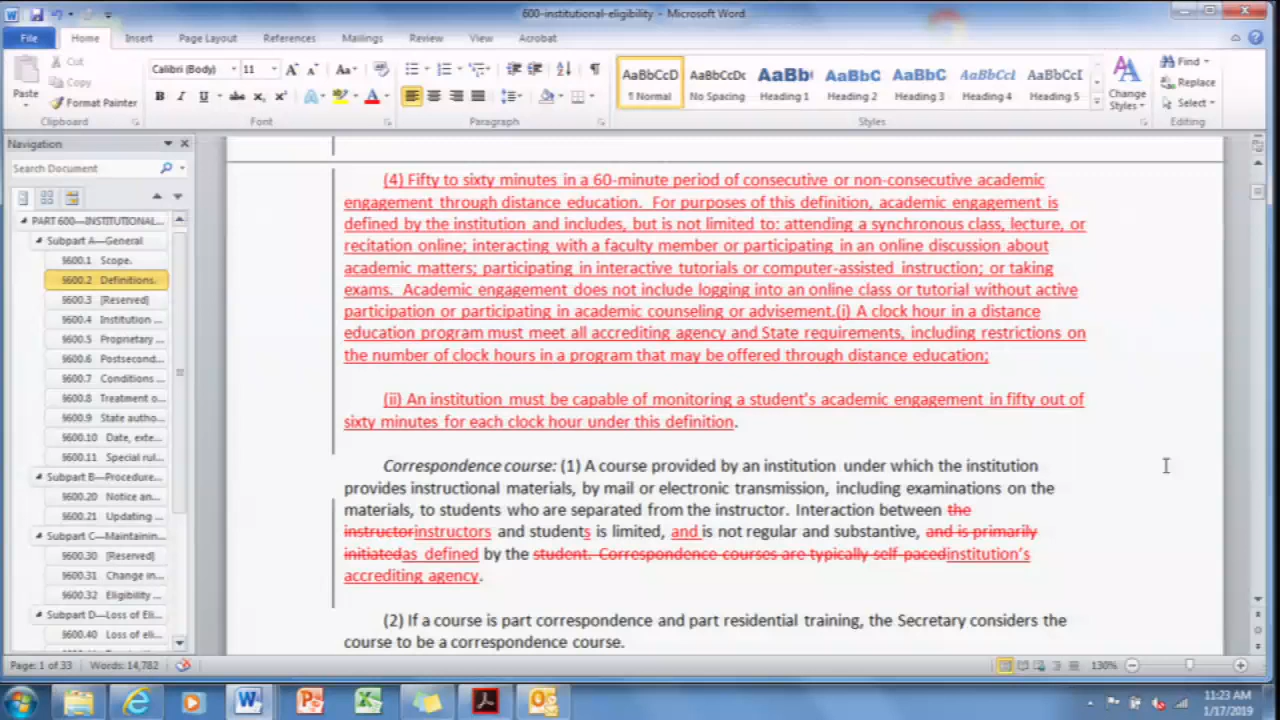 600-institutional-eligibility - Microsoft Word
File Home Insert Page Layout References Mailings Review View Acrobat
Cut
Copy
Format Painter
Paste
Clipboard
Calibri (Body) 11
Font
Paragraph
AaBbCcD AaBbCcDc AaBb( AaBbC AaBbC AaBbCcI AaBbCcI
¶ Normal No Spacing Heading 1 Heading 2 Heading 3 Heading 4 Heading 5
Styles
Change Styles
Find
Replace
Select
Editing
Navigation
Search Document
PART 600—INSTITUTIONAL...
Subpart A—General
§600.1 Scope.
§600.2 Definitions.
§600.3 [Reserved]
§600.4 Institution ...
§600.5 Proprietary ...
§600.6 Postsecond...
§600.7 Conditions ...
§600.8 Treatment o...
§600.9 State autho...
§600.10 Date, exte...
§600.11 Special rul...
Subpart B—Procedure...
§600.20 Notice an...
§600.21 Updating ...
Subpart C—Maintainin...
§600.30 [Reserved]
§600.31 Change in...
§600.32 Eligibility ...
Subpart D—Loss of Eli...
§600.40 Loss of eli...
(4) Fifty to sixty minutes in a 60-minute period of consecutive or non-consecutive academic
engagement through distance education. For purposes of this definition, academic engagement is
defined by the institution and includes, but is not limited to: attending a synchronous class, lecture, or
recitation online; interacting with a faculty member or participating in an online discussion about
academic matters; participating in interactive tutorials or computer-assisted instruction; or taking
exams. Academic engagement does not include logging into an online class or tutorial without active
participation or participating in academic counseling or advisement.(i) A clock hour in a distance
education program must meet all accrediting agency and State requirements, including restrictions on
the number of clock hours in a program that may be offered through distance education;
(ii) An institution must be capable of monitoring a student's academic engagement in fifty out of
sixty minutes for each clock hour under this definition.
Correspondence course: (1) A course provided by an institution under which the institution
provides instructional materials, by mail or electronic transmission, including examinations on the
materials, to students who are separated from the instructor. Interaction between the
instructorinstructors and students is limited, and is not regular and substantive, and is primarily
initiatedas defined by the student. Correspondence courses are typically self-pacedinstitution's
accrediting agency.
(2) If a course is part correspondence and part residential training, the Secretary considers the
course to be a correspondence course.
Page: 1 of 33 Words: 14,782
130%
11:23 AM
1/17/2019